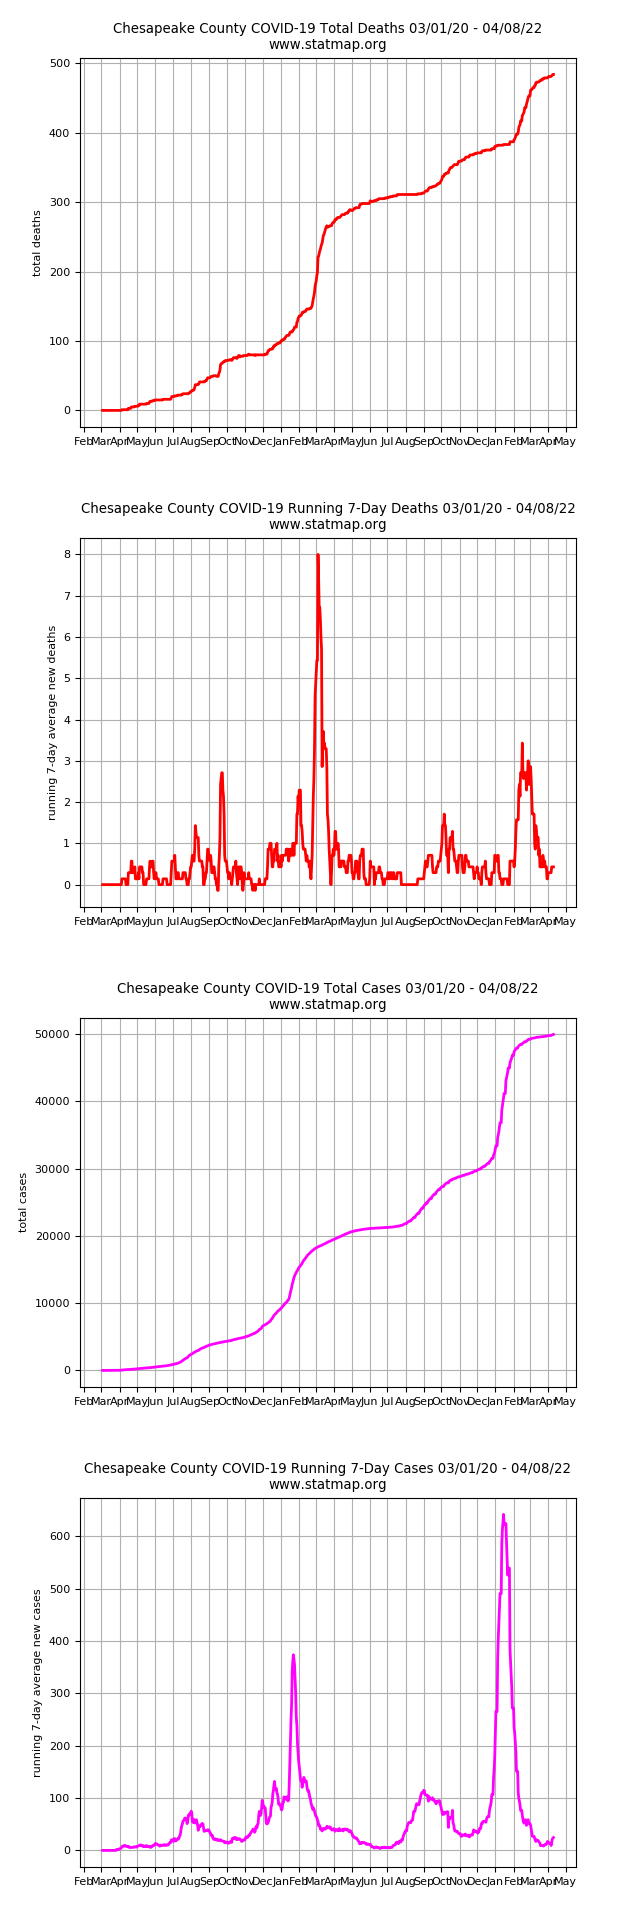 Chesapeake County COVID-19 Total Deaths 03/01/20 - 04/08/22
www.statmap.org
500
400
300
200
100
0
total deaths
Feb Mar Apr May Jun Jul Aug Sep Oct Nov Dec Jan Feb Mar Apr May Jun Jul Aug Sep Oct Nov Dec Jan Feb Mar Apr May
Chesapeake County COVID-19 Running 7-Day Deaths 03/01/20 - 04/08/22
www.statmap.org
8
7
6
5
4
3
2
1
0
running 7-day average new deaths
Feb Mar Apr May Jun Jul Aug Sep Oct Nov Dec Jan Feb Mar Apr May Jun Jul Aug Sep Oct Nov Dec Jan Feb Mar Apr May
Chesapeake County COVID-19 Total Cases 03/01/20 - 04/08/22
www.statmap.org
50000
40000
30000
20000
10000
0
total cases
Feb Mar Apr May Jun Jul Aug Sep Oct Nov Dec Jan Feb Mar Apr May Jun Jul Aug Sep Oct Nov Dec Jan Feb Mar Apr May
Chesapeake County COVID-19 Running 7-Day Cases 03/01/20 - 04/08/22
www.statmap.org
600
500
400
300
200
100
0
running 7-day average new cases
Feb Mar Apr May Jun Jul Aug Sep Oct Nov Dec Jan Feb Mar Apr May Jun Jul Aug Sep Oct Nov Dec Jan Feb Mar Apr May